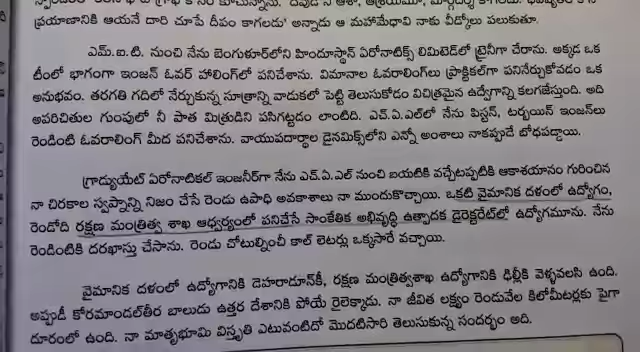 ప్రయాణానికి ఆయనే దారి చూపే దీపం కాగలడు' అన్నాడు ఆ మహామేధావి నాకు వీడ్కోలు పలుకుతూ.
ఎమ్.ఐ.టి. నుంచి నేను బెంగుళూర్‌లోని హిందూస్థాన్ ఏరోనాటిక్స్ లిమిటెడ్‌లో ట్రైనీగా చేరాను. అక్కడ ఒక
టీంలో భాగంగా ఇంజన్ ఓవర్ హాలింగ్‌లో పనిచేశాను. విమానాల ఓవరాలింగ్‌లు ప్రాక్టికల్‌గా పనినేర్చుకోవడం ఒక
అనుభవం. తరగతి గదిలో నేర్చుకున్న సూత్రాన్ని వాడుకలో పెట్టి తెలుసుకోడం విచిత్రమైన ఉద్వేగాన్ని కలగజేస్తుంది. అది
అపరిచితుల గుంపులో నీ పాత మిత్రుడిని పసిగట్టడం లాంటిది. హెచ్.ఏ.ఎల్‌లో నేను పిస్టన్, టర్బయిన్ ఇంజన్‌లు
రెండింటి ఓవరాలింగ్ మీద పనిచేశాను. వాయుపదార్థాల డైనమిక్స్‌లోని ఎన్నో అంశాలు నాకప్పుడే బోధపడ్డాయి.
గ్రాడ్యుయేట్ ఏరోనాటికల్ ఇంజనీర్‌గా నేను హెచ్.ఏ.ఎల్ నుంచి బయటికి వచ్చేటప్పటికి ఆకాశయానం గురించిన
నా చిరకాల స్వప్నాన్ని నిజం చేసే రెండు ఉపాధి అవకాశాలు నా ముందుకొచ్చాయి. ఒకటి వైమానిక దళంలో ఉద్యోగం,
రెండోది రక్షణ మంత్రిత్వ శాఖ ఆధ్వర్యంలో పనిచేసే సాంకేతిక అభివృద్ధి ఉత్పాదక డైరెక్టరేట్‌లో ఉద్యోగమూను. నేను
రెండింటికి దరఖాస్తు చేసాను. రెండు చోటుల్నించీ కాల్ లెటర్లు ఒక్కసారే వచ్చాయి.
వైమానిక దళంలో ఉద్యోగానికి డెహరాడూన్‌కీ, రక్షణ మంత్రిత్వశాఖ ఉద్యోగానికి ఢిల్లీకి వెళ్ళవలసి ఉంది.
అప్పుడీ కోరమాండల్‌తీర బాలుడు ఉత్తర దేశానికి పోయే రైలెక్కాడు. నా జీవిత లక్ష్యం రెండువేల కిలోమీటర్లకు పైగా
దూరంలో ఉంది. నా మాతృభూమి విస్తృతి ఎటువంటిదో మొదటిసారి తెలుసుకున్న సందర్భం అది.